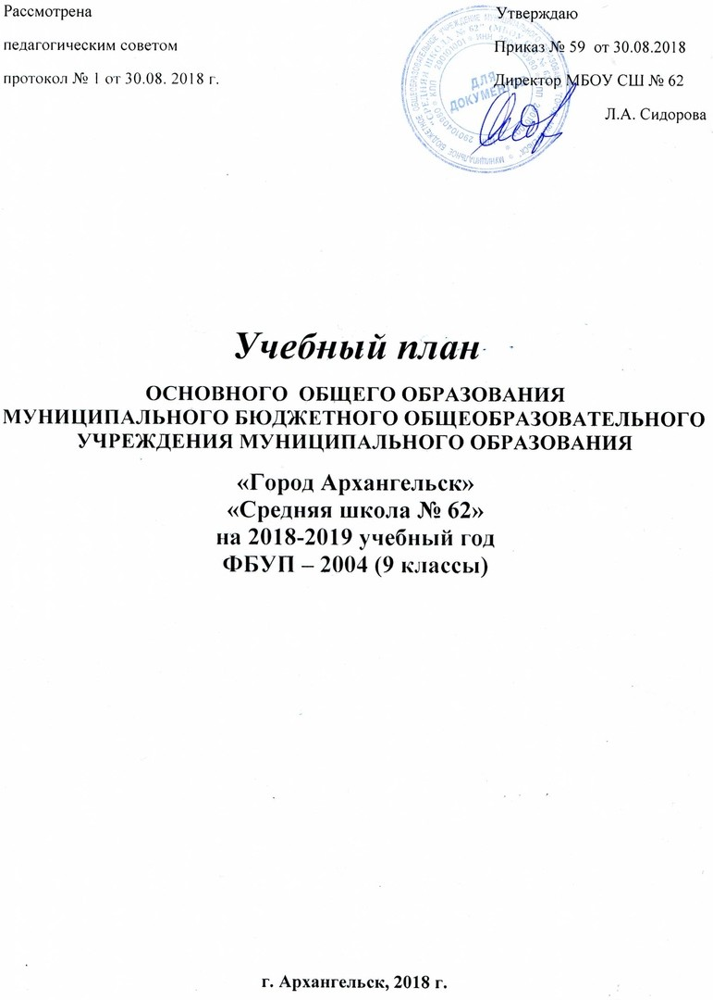 Рассмотрена
педагогическим советом
протокол № 1 от 30.08. 2018 г.
Утверждаю
Приказ № 59  от 30.08.2018
Директор МБОУ СШ № 62
Л.А. Сидорова
ДЛЯ
ДОКУМЕНТОВ
Учебный план
ОСНОВНОГО  ОБЩЕГО ОБРАЗОВАНИЯ
МУНИЦИПАЛЬНОГО БЮДЖЕТНОГО ОБЩЕОБРАЗОВАТЕЛЬНОГО
УЧРЕЖДЕНИЯ МУНИЦИПАЛЬНОГО ОБРАЗОВАНИЯ
«Город Архангельск»
«Средняя школа № 62»
на 2018-2019 учебный год
ФБУП – 2004 (9 классы)
г. Архангельск, 2018 г.